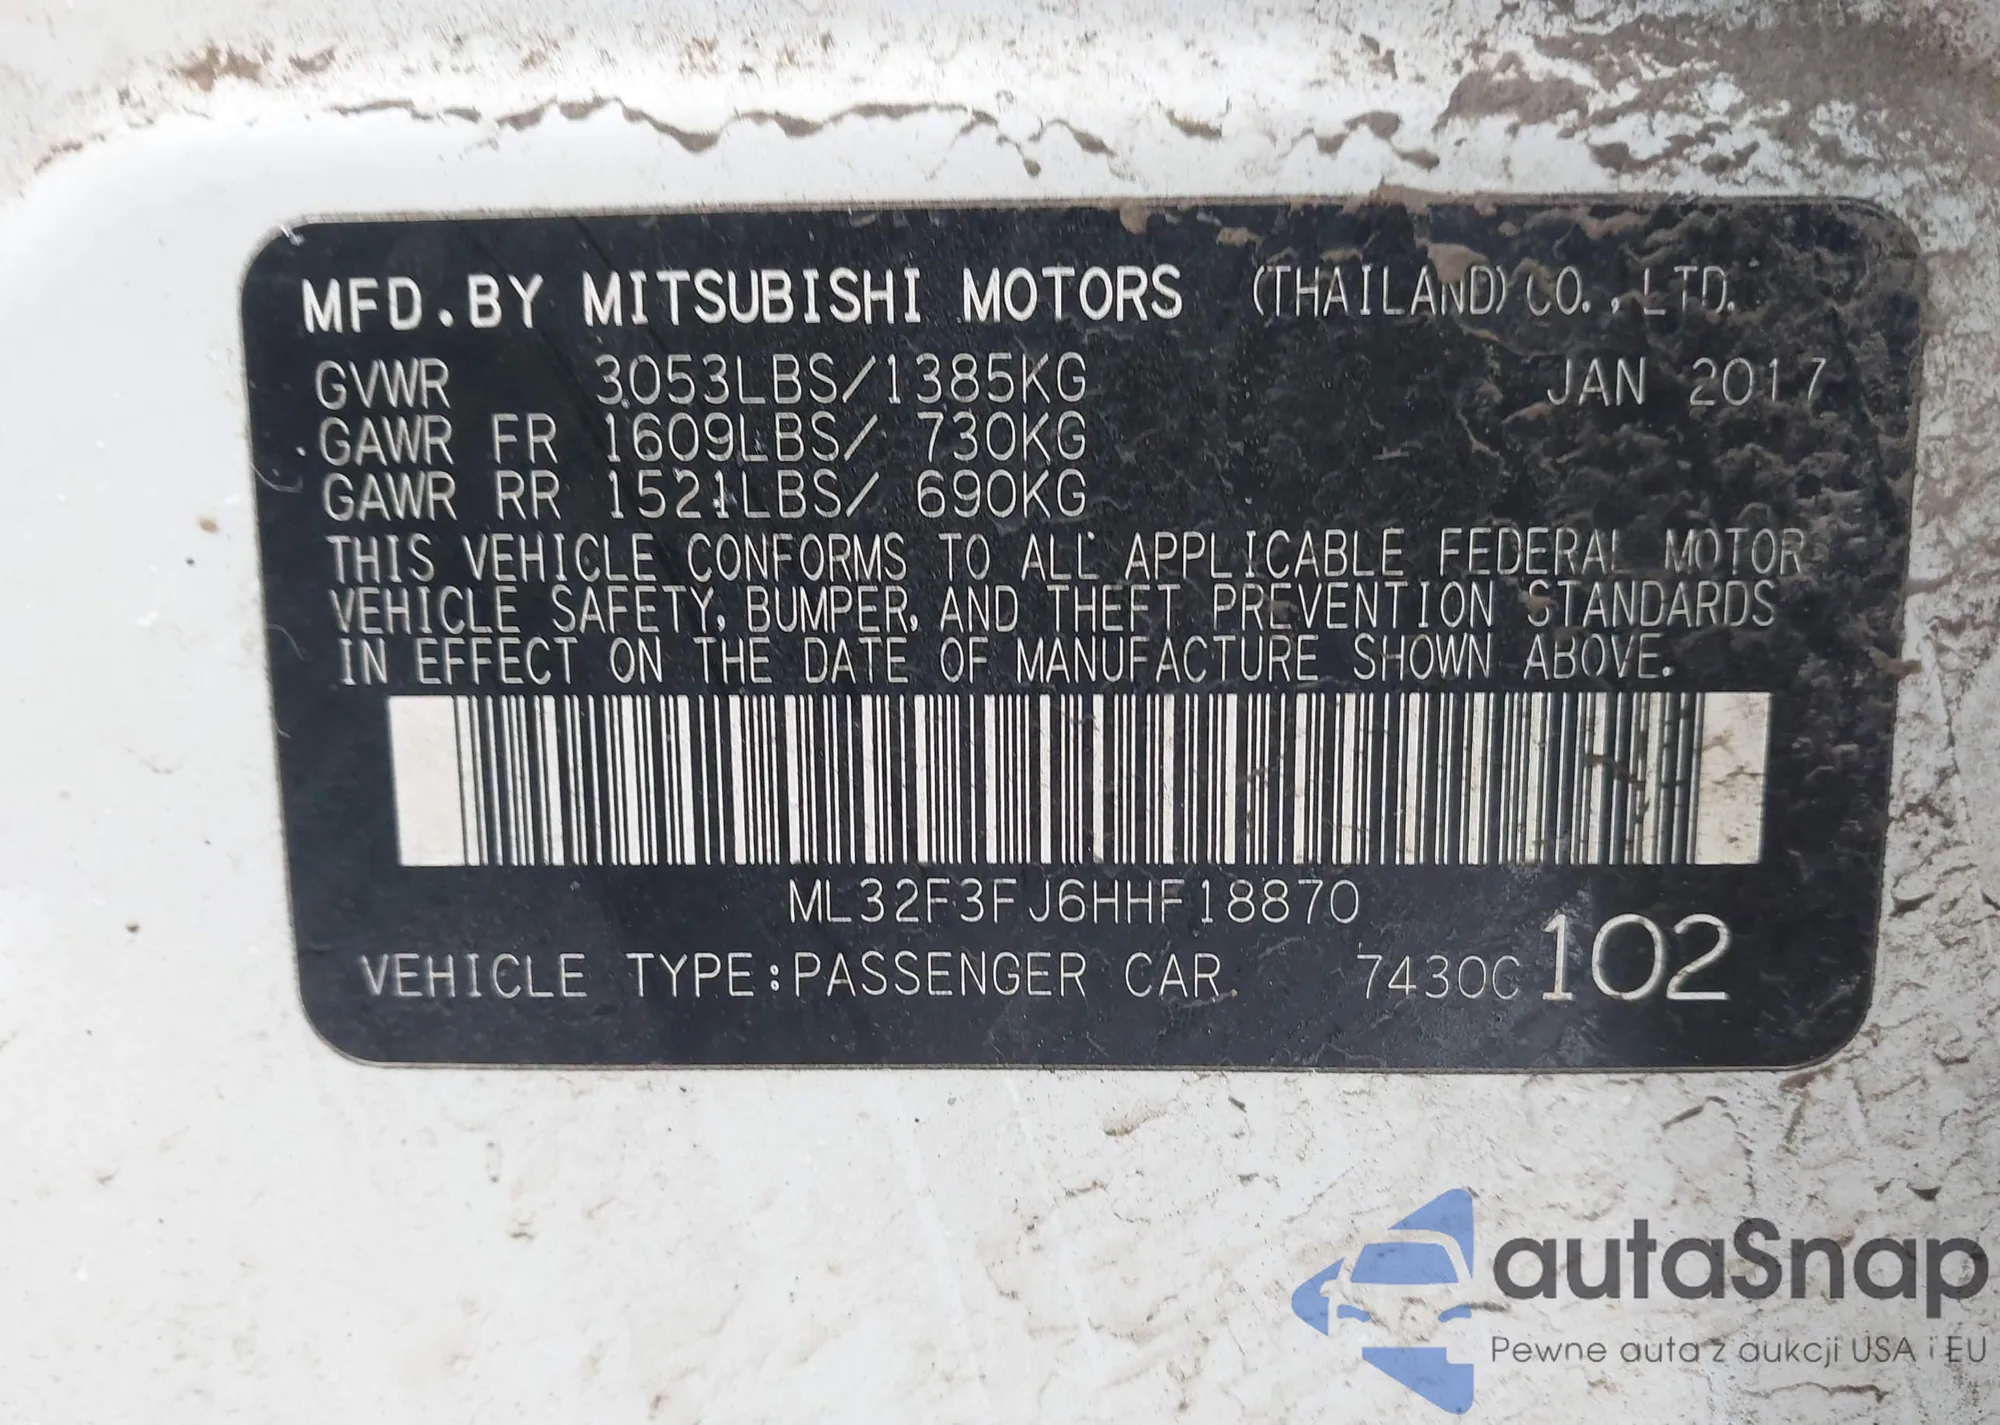 MFD.BY MITSUBISHI MOTORS (THAILAND)CO.,LTD.
GVWR 3053LBS/1385KG JAN 2017
GAWR FR 1609LBS/ 730KG
GAWR RR 1521LBS/ 690KG
THIS VEHICLE CONFORMS TO ALL APPLICABLE FEDERAL MOTOR
VEHICLE SAFETY, BUMPER, AND THEFT PREVENTION STANDARDS
IN EFFECT ON THE DATE OF MANUFACTURE SHOWN ABOVE.
ML32F3FJ6HHF18870
VEHICLE TYPE:PASSENGER CAR 7430C 102
autaSnap
Pewne auta z aukcji USA i EU